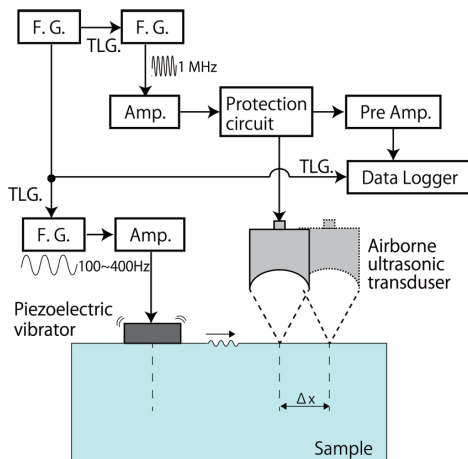 F. G.
F. G.
TLG.
1 MHz
Amp.
Protection
circuit
Pre Amp.
TLG.
Data Logger
TLG.
F. G.
Amp.
100~400Hz
Airborne
ultrasonic
transduser
Piezoelectric
vibrator
Δx
Sample